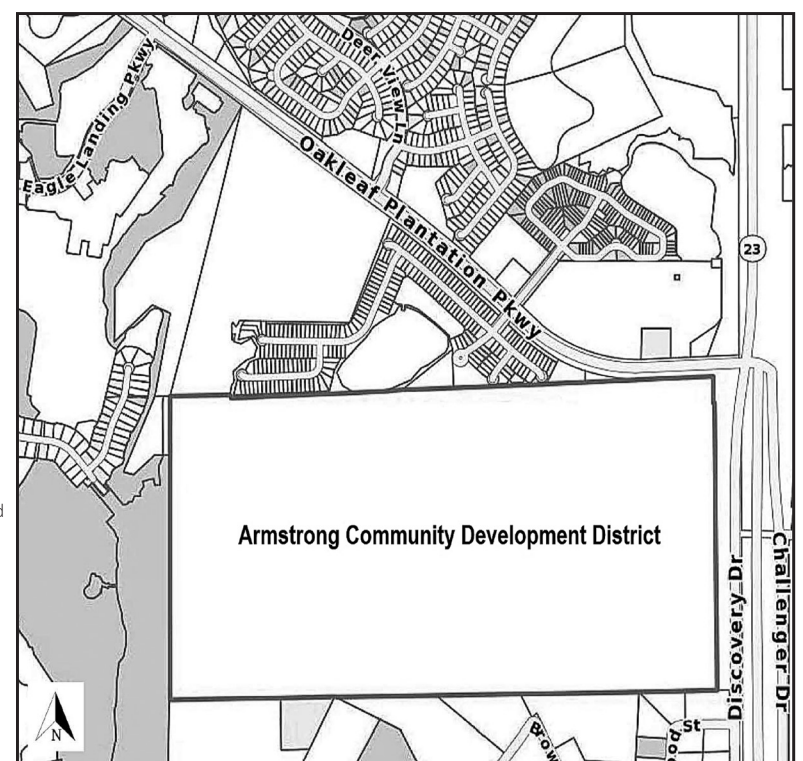 Eagle Landing Pkwy
Deer View Ln
Oakleaf Plantation Pkwy
23
Armstrong Community Development District
Discovery Dr
Challenger Dr
St
N